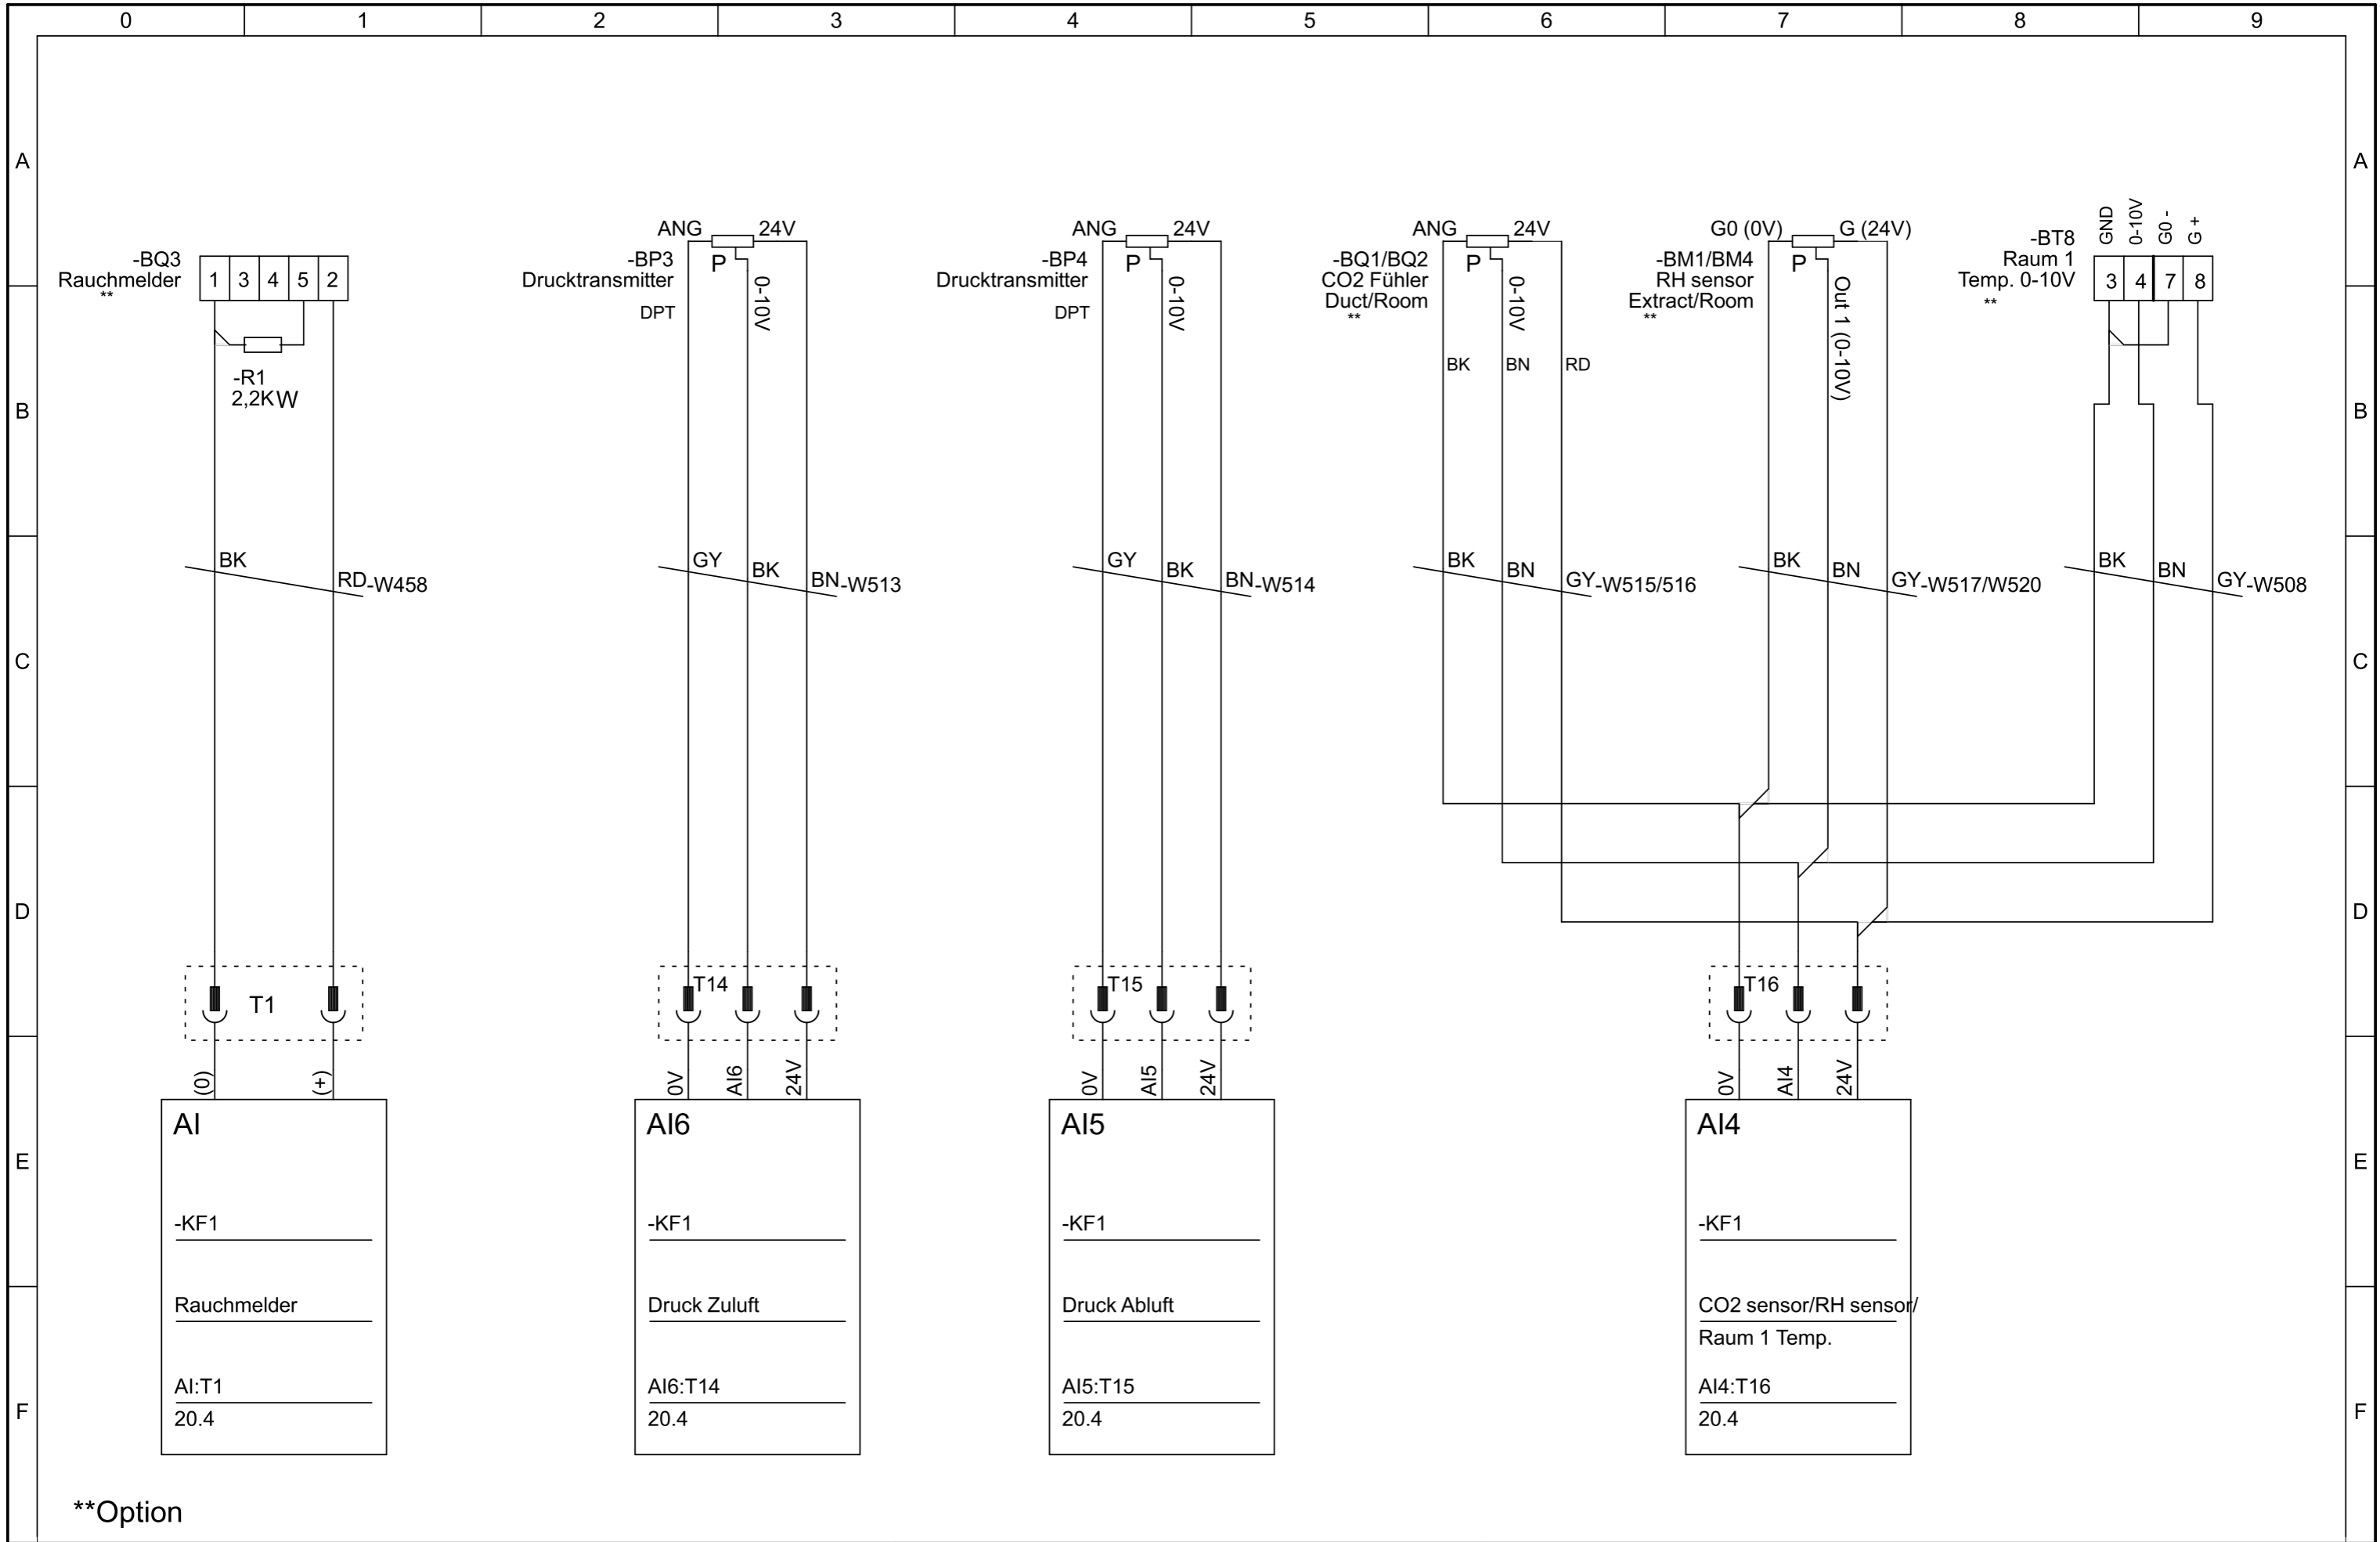 0 1 2 3 4 5 6 7 8 9
A A
B B
C C
D D
E E
F F
-BQ3
Rauchmelder
**
1 3 4 5 2
-R1
2,2KW
BK
RD
-W458
T1
(0)
(+)
AI
-KF1
Rauchmelder
AI:T1
20.4
ANG 24V
-BP3
Drucktransmitter
DPT
P
0-10V
GY
BK
BN
-W513
T14
0V
AI6
24V
AI6
-KF1
Druck Zuluft
AI6:T14
20.4
ANG 24V
-BP4
Drucktransmitter
DPT
P
0-10V
GY
BK
BN
-W514
T15
0V
AI5
24V
AI5
-KF1
Druck Abluft
AI5:T15
20.4
ANG 24V
-BQ1/BQ2
CO2 Fühler
Duct/Room
**
P
0-10V
BK BN RD
BK
BN
GY
-W515/516
G0 (0V) G (24V)
-BM1/BM4
RH sensor
Extract/Room
**
P
Out 1 (0-10V)
BK
BN
GY
-W517/W520
-BT8
Raum 1
Temp. 0-10V
**
GND
0-10V
G0 -
G +
3 4 7 8
BK
BN
GY
-W508
T16
0V
AI4
24V
AI4
-KF1
CO2 sensor/RH sensor/
Raum 1 Temp.
AI4:T16
20.4
**Option